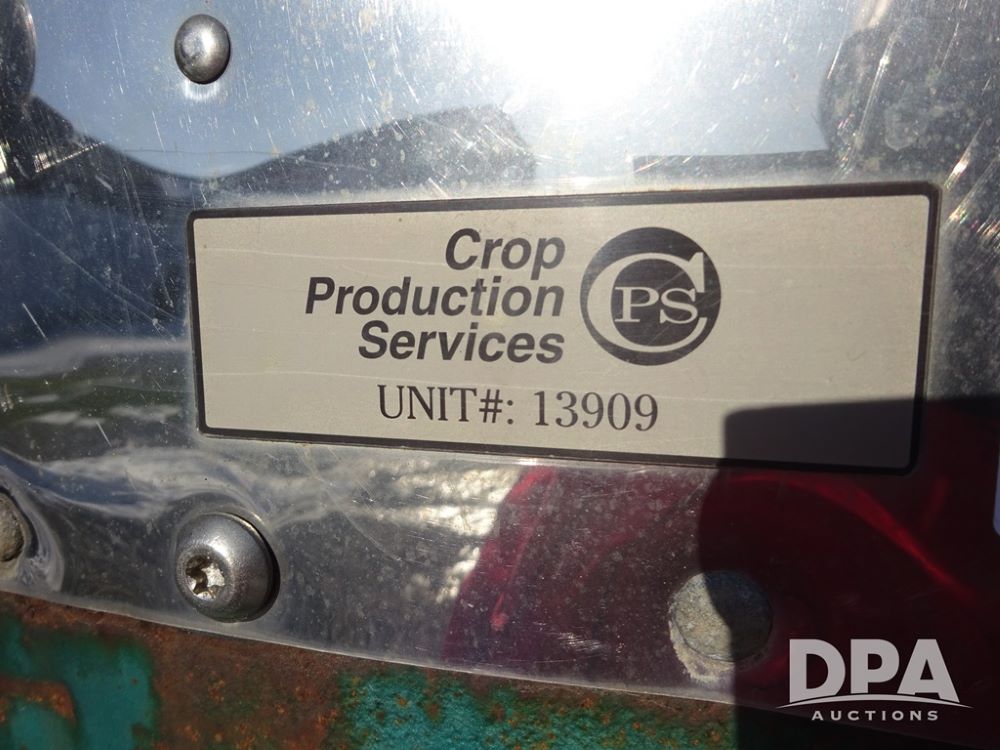 Crop
Production
Services
CPS
UNIT#: 13909
DPA
AUCTIONS